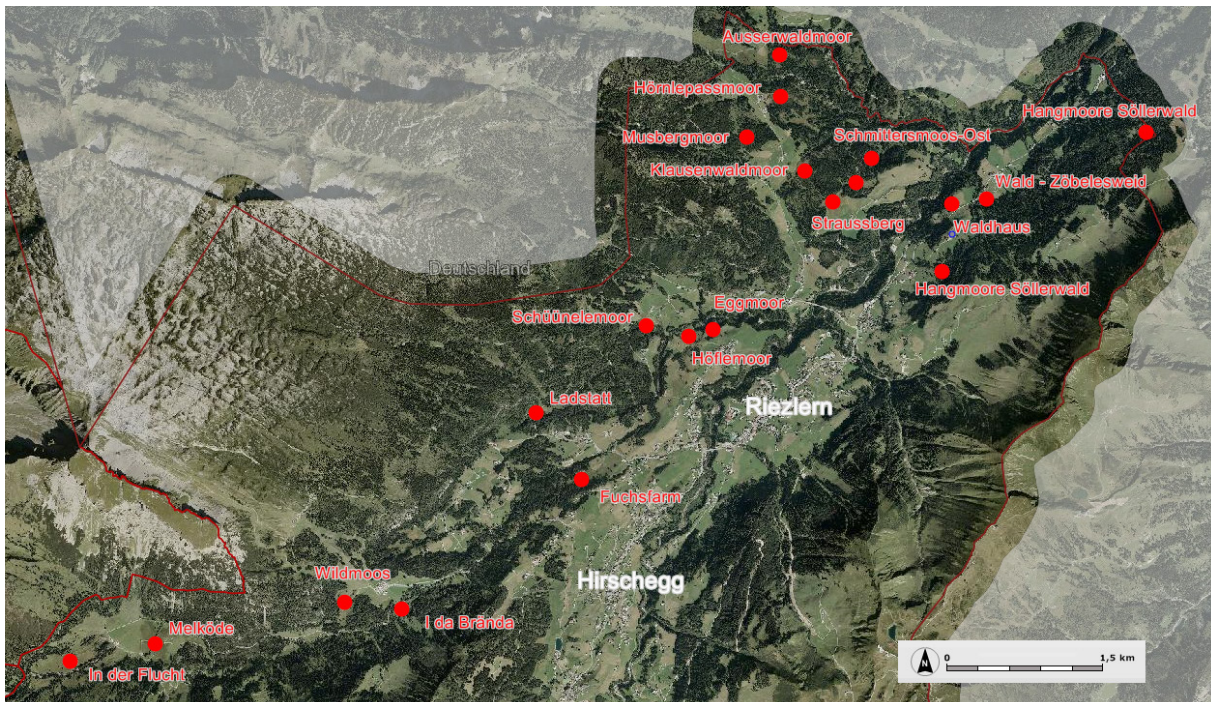 Ausserwaldmoor
Hörnlepassmoor
Hangmoore Söllerwald
Musbergmoor
Schmittersmoos-Ost
Klausenwaldmoor
Wald - Zöbelesweid
Straussberg
Waldhaus
Deutschland
Hangmoore Söllerwald
Eggmoor
Schüünelemoor
Höflemoor
Ladstatt
Riezlern
Fuchsfarm
Wildmoos
Hirschegg
I da Brända
Melköde
In der Flucht
N
0 1,5 km